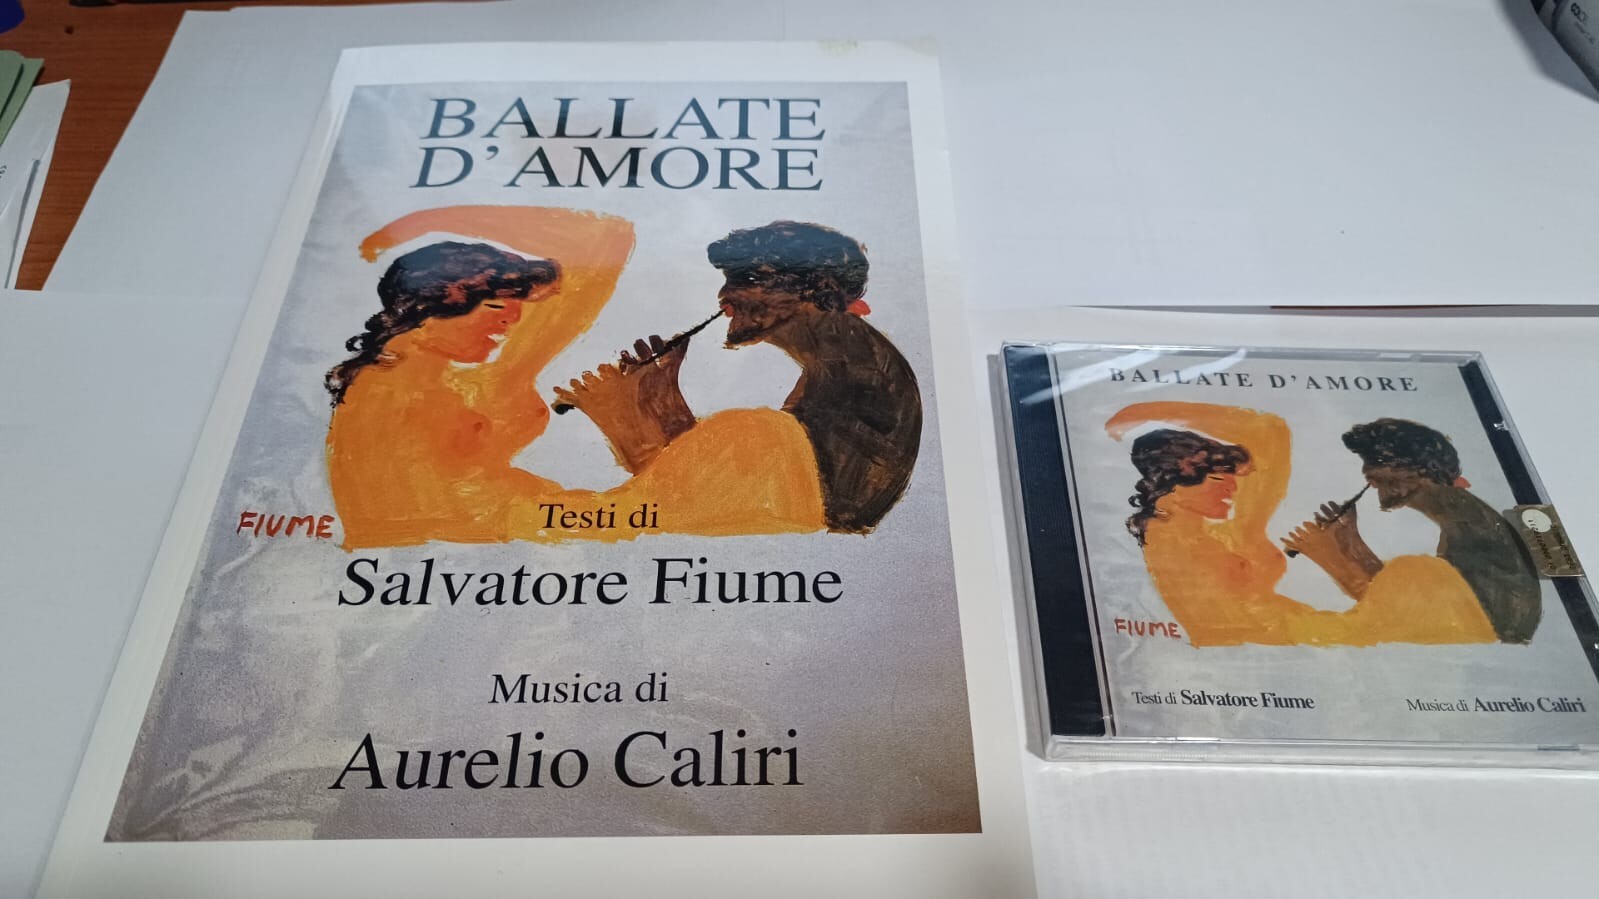 BALLATE
D'AMORE
FIUME
Testi di
Salvatore Fiume
Musica di
Aurelio Caliri
BALLATE D'AMORE
FIUME
Testi di Salvatore Fiume
Musica di Aurelio Caliri